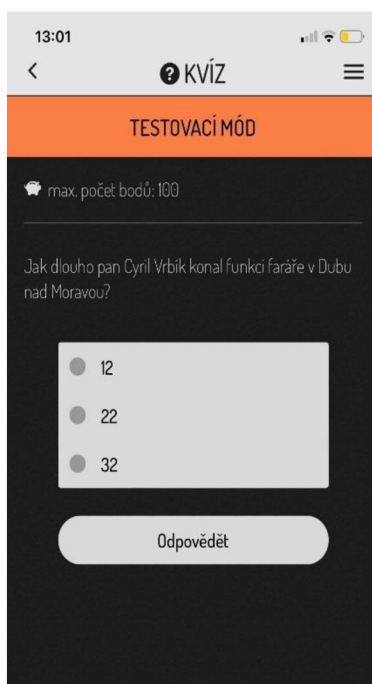 13:01
KVÍZ
TESTOVACÍ MÓD
max. počet bodů: 100
Jak dlouho pan Cyril Vrbík konal funkci faráře v Dubu
nad Moravou?
12
22
32
Odpovědět